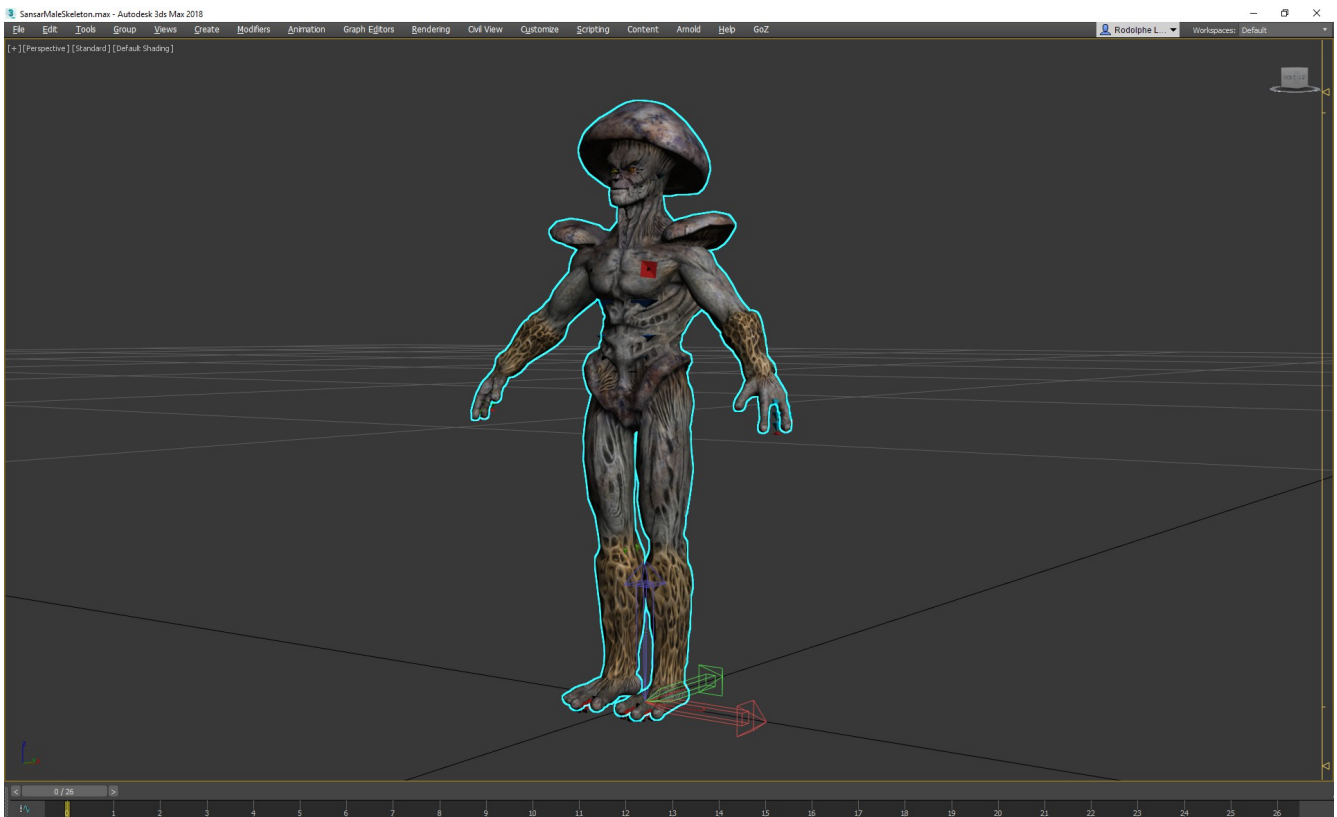 SansarMaleSkeleton.max - Autodesk 3ds Max 2018
File Edit Tools Group Views Create Modifiers Animation Graph Editors Rendering Civil View Customize Scripting Content Arnold Help GoZ Rodolphe L... Workspaces: Default
[+] [Perspective] [Standard] [Default Shading]
z
< 0 / 26 >
0 1 2 3 4 5 6 7 8 9 10 11 12 13 14 15 16 17 18 19 20 21 22 23 24 25 26